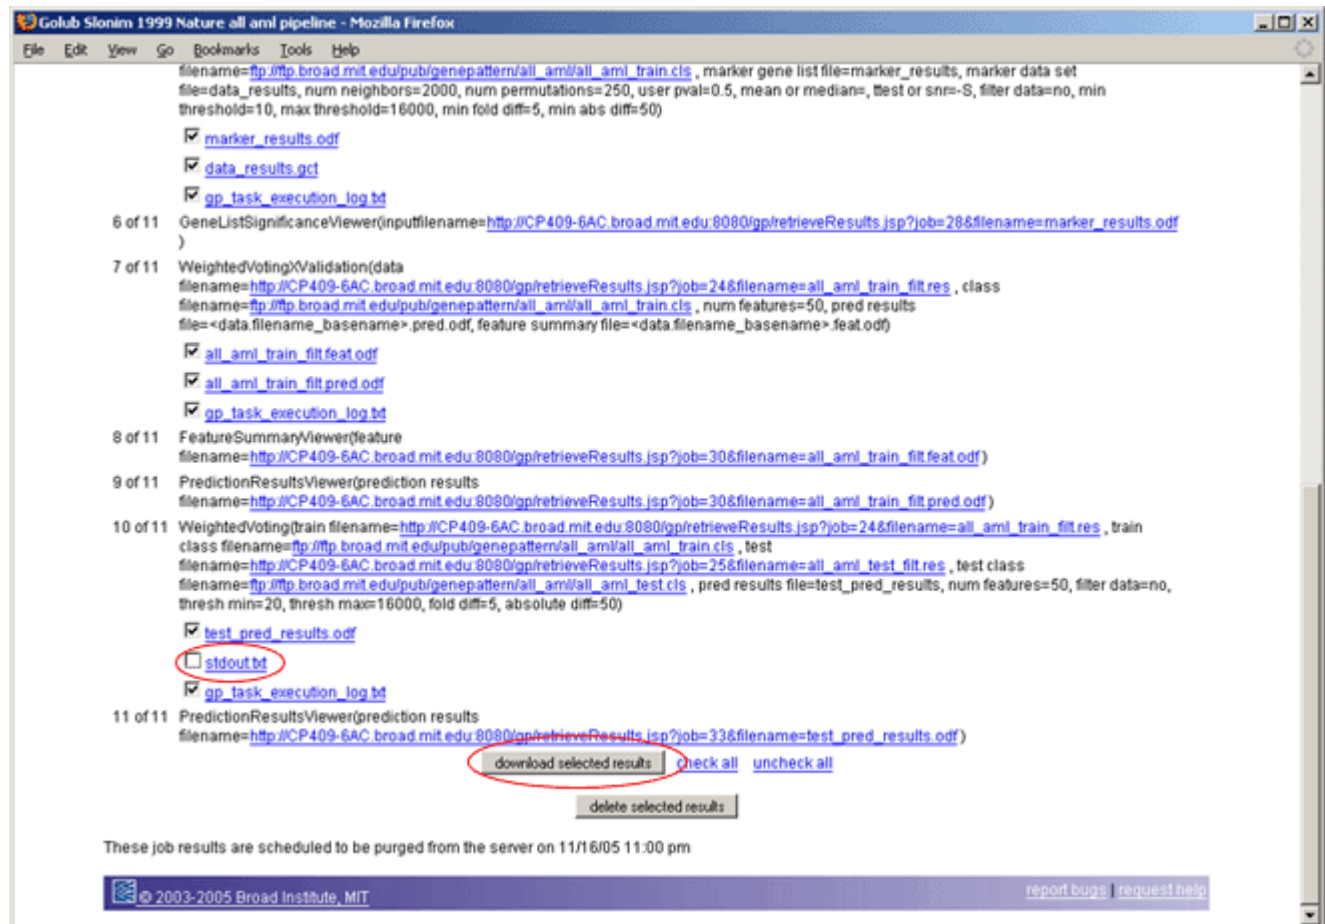 Golub Slonim 1999 Nature all aml pipeline - Mozilla Firefox
File Edit View Go Bookmarks Tools Help
filename=ftp://ftp.broad.mit.edu/pub/genepattern/all_aml/all_aml_train.cls , marker gene list file=marker_results, marker data set
file=data_results, num neighbors=2000, num permutations=250, user pval=0.5, mean or median=, ttest or snr=-S, filter data=no, min
threshold=10, max threshold=16000, min fold diff=5, min abs diff=50)
marker_results.odf
data_results.gct
gp_task_execution_log.txt
6 of 11 GeneListSignificanceViewer(inputfilename=http://CP409-6AC.broad.mit.edu:8080/gp/retrieveResults.jsp?job=28&filename=marker_results.odf
)
7 of 11 WeightedVotingXValidation(data
filename=http://CP409-6AC.broad.mit.edu:8080/gp/retrieveResults.jsp?job=24&filename=all_aml_train_filt.res , class
filename=ftp://ftp.broad.mit.edu/pub/genepattern/all_aml/all_aml_train.cls , num features=50, pred results
file=<data.filename_basename>.pred.odf, feature summary file=<data.filename_basename>.feat.odf)
all_aml_train_filt.feat.odf
all_aml_train_filt.pred.odf
gp_task_execution_log.txt
8 of 11 FeatureSummaryViewer(feature
filename=http://CP409-6AC.broad.mit.edu:8080/gp/retrieveResults.jsp?job=30&filename=all_aml_train_filt.feat.odf )
9 of 11 PredictionResultsViewer(prediction results
filename=http://CP409-6AC.broad.mit.edu:8080/gp/retrieveResults.jsp?job=30&filename=all_aml_train_filt.pred.odf )
10 of 11 WeightedVoting(train filename=http://CP409-6AC.broad.mit.edu:8080/gp/retrieveResults.jsp?job=24&filename=all_aml_train_filt.res , train
class filename=ftp://ftp.broad.mit.edu/pub/genepattern/all_aml/all_aml_train.cls , test
filename=http://CP409-6AC.broad.mit.edu:8080/gp/retrieveResults.jsp?job=25&filename=all_aml_test_filt.res , test class
filename=ftp://ftp.broad.mit.edu/pub/genepattern/all_aml/all_aml_test.cls , pred results file=test_pred_results, num features=50, filter data=no,
thresh min=20, thresh max=16000, fold diff=5, absolute diff=50)
test_pred_results.odf
stdout.txt
gp_task_execution_log.txt
11 of 11 PredictionResultsViewer(prediction results
filename=http://CP409-6AC.broad.mit.edu:8080/gp/retrieveResults.jsp?job=33&filename=test_pred_results.odf )
download selected results check all uncheck all
delete selected results
These job results are scheduled to be purged from the server on 11/16/05 11:00 pm
© 2003-2005 Broad Institute, MIT report bugs | request help